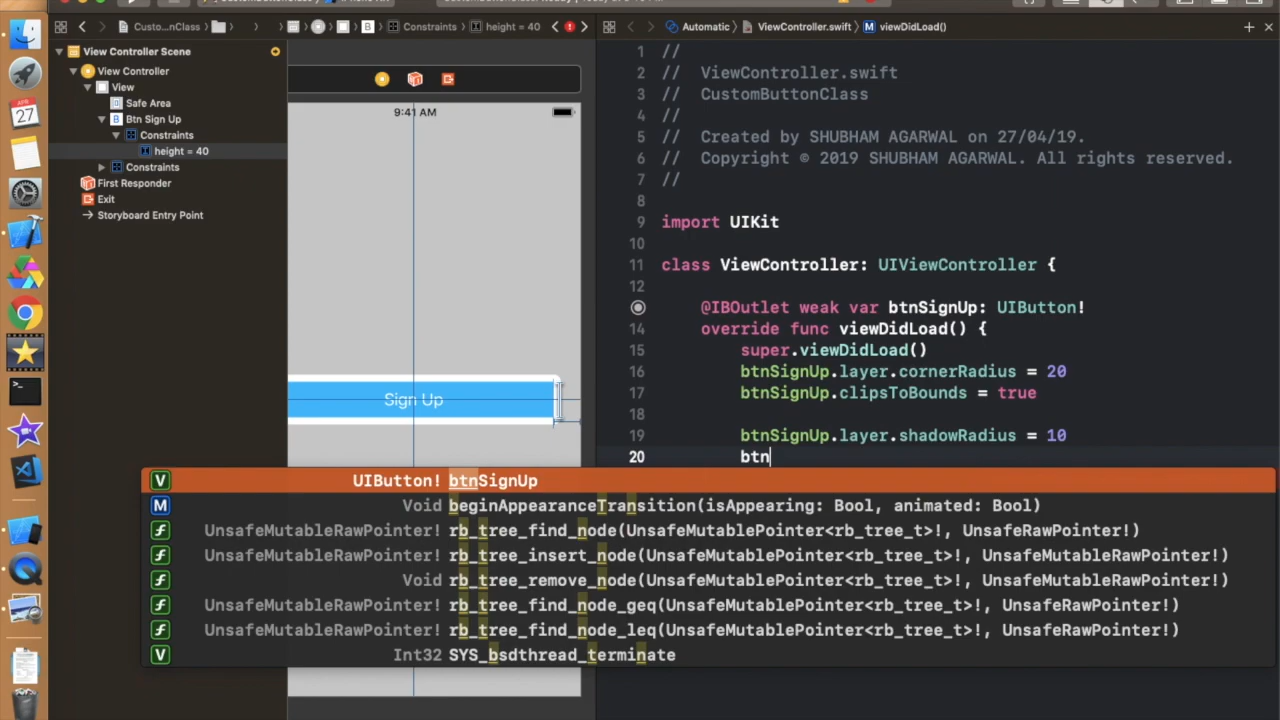 Custo...nClass
Constraints
height = 40
Automatic
ViewController.swift
viewDidLoad()
View Controller Scene
View Controller
View
Safe Area
B Btn Sign Up
Constraints
height = 40
Constraints
First Responder
Exit
Storyboard Entry Point
APR
27
9:41 AM
Sign Up
1 //
2 // ViewController.swift
3 // CustomButtonClass
4 //
5 // Created by SHUBHAM AGARWAL on 27/04/19.
6 // Copyright © 2019 SHUBHAM AGARWAL. All rights reserved.
7 //
8
9 import UIKit
10
11 class ViewController: UIViewController {
12
@IBOutlet weak var btnSignUp: UIButton!
14 override func viewDidLoad() {
15 super.viewDidLoad()
16 btnSignUp.layer.cornerRadius = 20
17 btnSignUp.clipsToBounds = true
18
19 btnSignUp.layer.shadowRadius = 10
20 btn
V UIButton! btnSignUp
M Void beginAppearanceTransition(isAppearing: Bool, animated: Bool)
f UnsafeMutableRawPointer! rb_tree_find_node(UnsafeMutablePointer<rb_tree_t>!, UnsafeRawPointer!)
f UnsafeMutableRawPointer! rb_tree_insert_node(UnsafeMutablePointer<rb_tree_t>!, UnsafeMutableRawPointer!)
f Void rb_tree_remove_node(UnsafeMutablePointer<rb_tree_t>!, UnsafeMutableRawPointer!)
f UnsafeMutableRawPointer! rb_tree_find_node_geq(UnsafeMutablePointer<rb_tree_t>!, UnsafeRawPointer!)
f UnsafeMutableRawPointer! rb_tree_find_node_leq(UnsafeMutablePointer<rb_tree_t>!, UnsafeRawPointer!)
V Int32 SYS_bsdthread_terminate